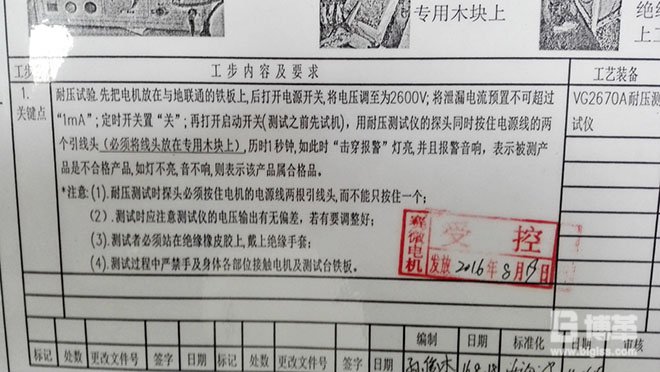 专用木块上
绝缘
上工
工步 工步内容及要求 工艺装备
1.
关键点
耐压试验.先把电机放在与地联通的铁板上,后打开电源开关,将电压调至为2600V;将泄漏电流预置不可超过
“1mA”;定时开关置“关”;再打开启动开关(测试之前先试机),用耐压测试仪的探头同时按住电源线的两
个引线头(必须将线头放在专用木块上),历时1秒钟,如此时“击穿报警”灯亮,并且报警音响,表示被测产
品是不合格产品,如灯不亮,音不响,则表示该产品属合格品。
*注意:(1).耐压测试时探头必须按住电机的电源线两根引线头,而不能只按住一个;
(2).测试时应注意测试仪的电压输出有无偏差,若有要调整好;
(3).测试者必须站在绝缘橡皮胶上,戴上绝缘手套;
(4).测试过程中严禁手及身体各部位接触电机及测试台铁板。
VG2670A耐压测
试仪
微电机
受控
发放 2016年8月9日
编制 日期 标准化 日期 审核
标记 处数 更改文件号 签字 日期 标记 处数 更改文件号 签字 日期
博革
www.bigiss.com